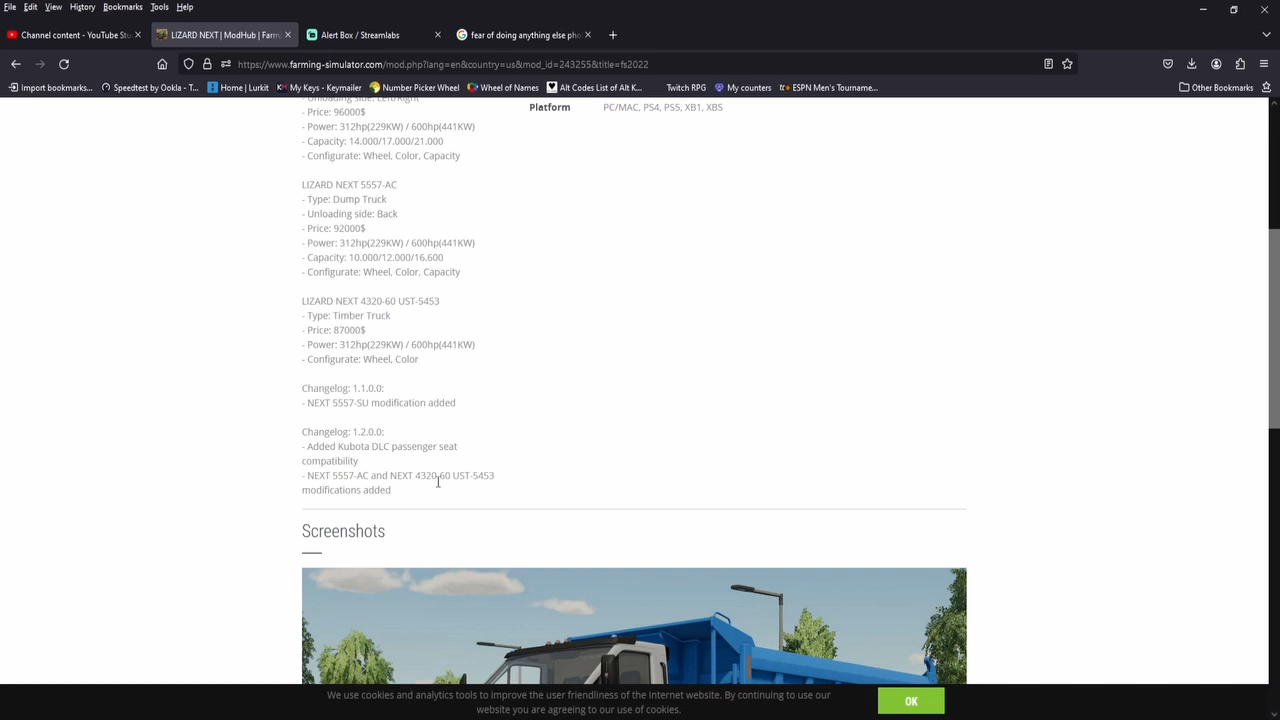 File Edit View History Bookmarks Tools Help
Channel content - YouTube Stu
LIZARD NEXT | ModHub | Farm
Alert Box / Streamlabs
fear of doing anything else pho
https://www.farming-simulator.com/mod.php?lang=en&country=us&mod_id=243255&title=fs2022
Import bookmarks... Speedtest by Ookla - T... Home | Lurkit My Keys - Keymailer Number Picker Wheel Wheel of Names Alt Codes List of Alt K... Twitch RPG My counters ESPN Men's Tourname... Other Bookmarks
- Unloading side: Left/Right
Platform PC/MAC, PS4, PS5, XB1, XBS
- Price: 96000$
- Power: 312hp(229KW) / 600hp(441KW)
- Capacity: 14.000/17.000/21.000
- Configurate: Wheel, Color, Capacity
LIZARD NEXT 5557-AC
- Type: Dump Truck
- Unloading side: Back
- Price: 92000$
- Power: 312hp(229KW) / 600hp(441KW)
- Capacity: 10.000/12.000/16.600
- Configurate: Wheel, Color, Capacity
LIZARD NEXT 4320-60 UST-5453
- Type: Timber Truck
- Price: 87000$
- Power: 312hp(229KW) / 600hp(441KW)
- Configurate: Wheel, Color
Changelog: 1.1.0.0:
- NEXT 5557-SU modification added
Changelog: 1.2.0.0:
- Added Kubota DLC passenger seat
compatibility
- NEXT 5557-AC and NEXT 4320-60 UST-5453
modifications added
Screenshots
We use cookies and analytics tools to improve the user friendliness of the Internet website. By continuing to use our
website you are agreeing to our use of cookies.
OK